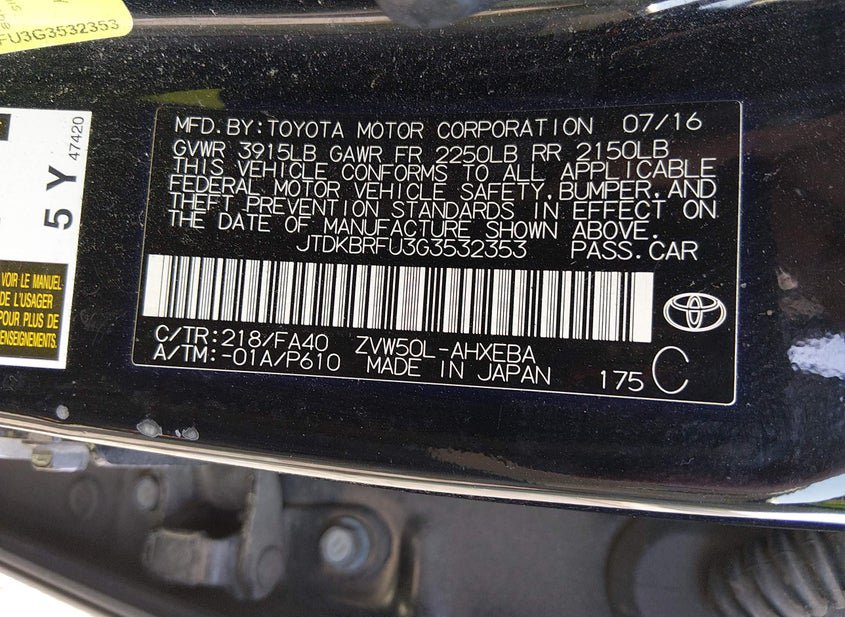 FU3G3532353
5 Y
47420
VOIR LE MANUEL
DE L'USAGER
POUR PLUS DE
RENSEIGNEMENTS.
MFD.BY:TOYOTA MOTOR CORPORATION 07/16
GVWR 3915LB GAWR FR 2250LB RR 2150LB
THIS VEHICLE CONFORMS TO ALL APPLICABLE
FEDERAL MOTOR VEHICLE SAFETY,BUMPER,AND
THEFT PREVENTION STANDARDS IN EFFECT ON
THE DATE OF MANUFACTURE SHOWN ABOVE.
JTDKBRFU3G3532353 PASS.CAR
C/TR:218/FA40 ZVW50L-AHXEBA
A/TM:-01A/P610 MADE IN JAPAN 175 C